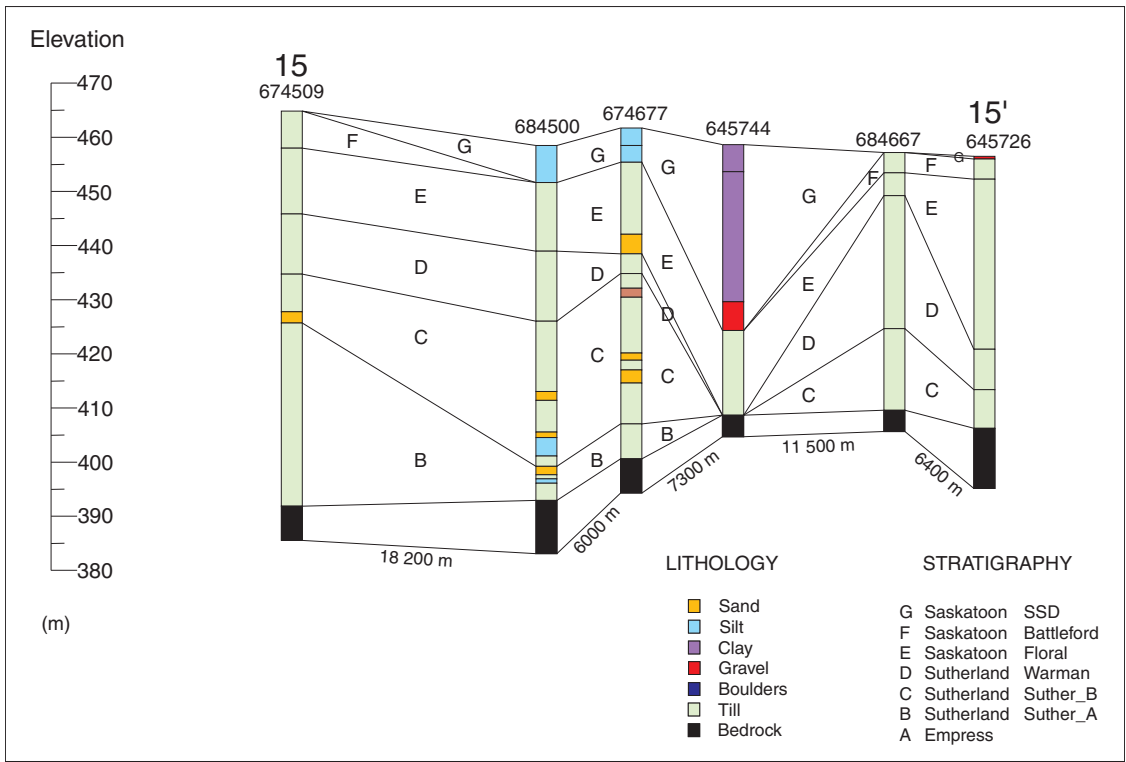 Elevation
15
674509
684500
674677
645744
684667
15'
645726
470
460
450
440
430
420
410
400
390
380
(m)
F
G
G
G
G
F
F
G
E
E
E
E
E
D
D
D
D
D
C
C
C
C
C
B
B
B
18 200 m
6000 m
7300 m
11 500 m
6400 m
LITHOLOGY
Sand
Silt
Clay
Gravel
Boulders
Till
Bedrock
STRATIGRAPHY
G Saskatoon SSD
F Saskatoon Battleford
E Saskatoon Floral
D Sutherland Warman
C Sutherland Suther_B
B Sutherland Suther_A
A Empress